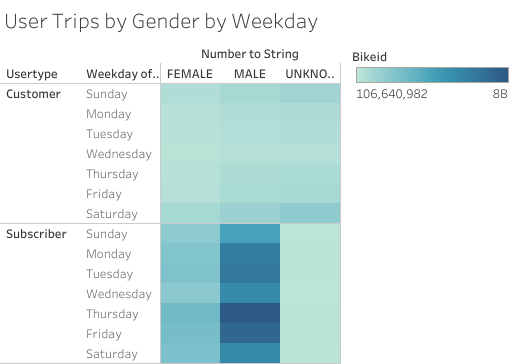 User Trips by Gender by Weekday
Number to String
Usertype Weekday of.. FEMALE MALE UNKNO..
Customer Sunday
Monday
Tuesday
Wednesday
Thursday
Friday
Saturday
Subscriber Sunday
Monday
Tuesday
Wednesday
Thursday
Friday
Saturday
Bikeid
106,640,982 8B